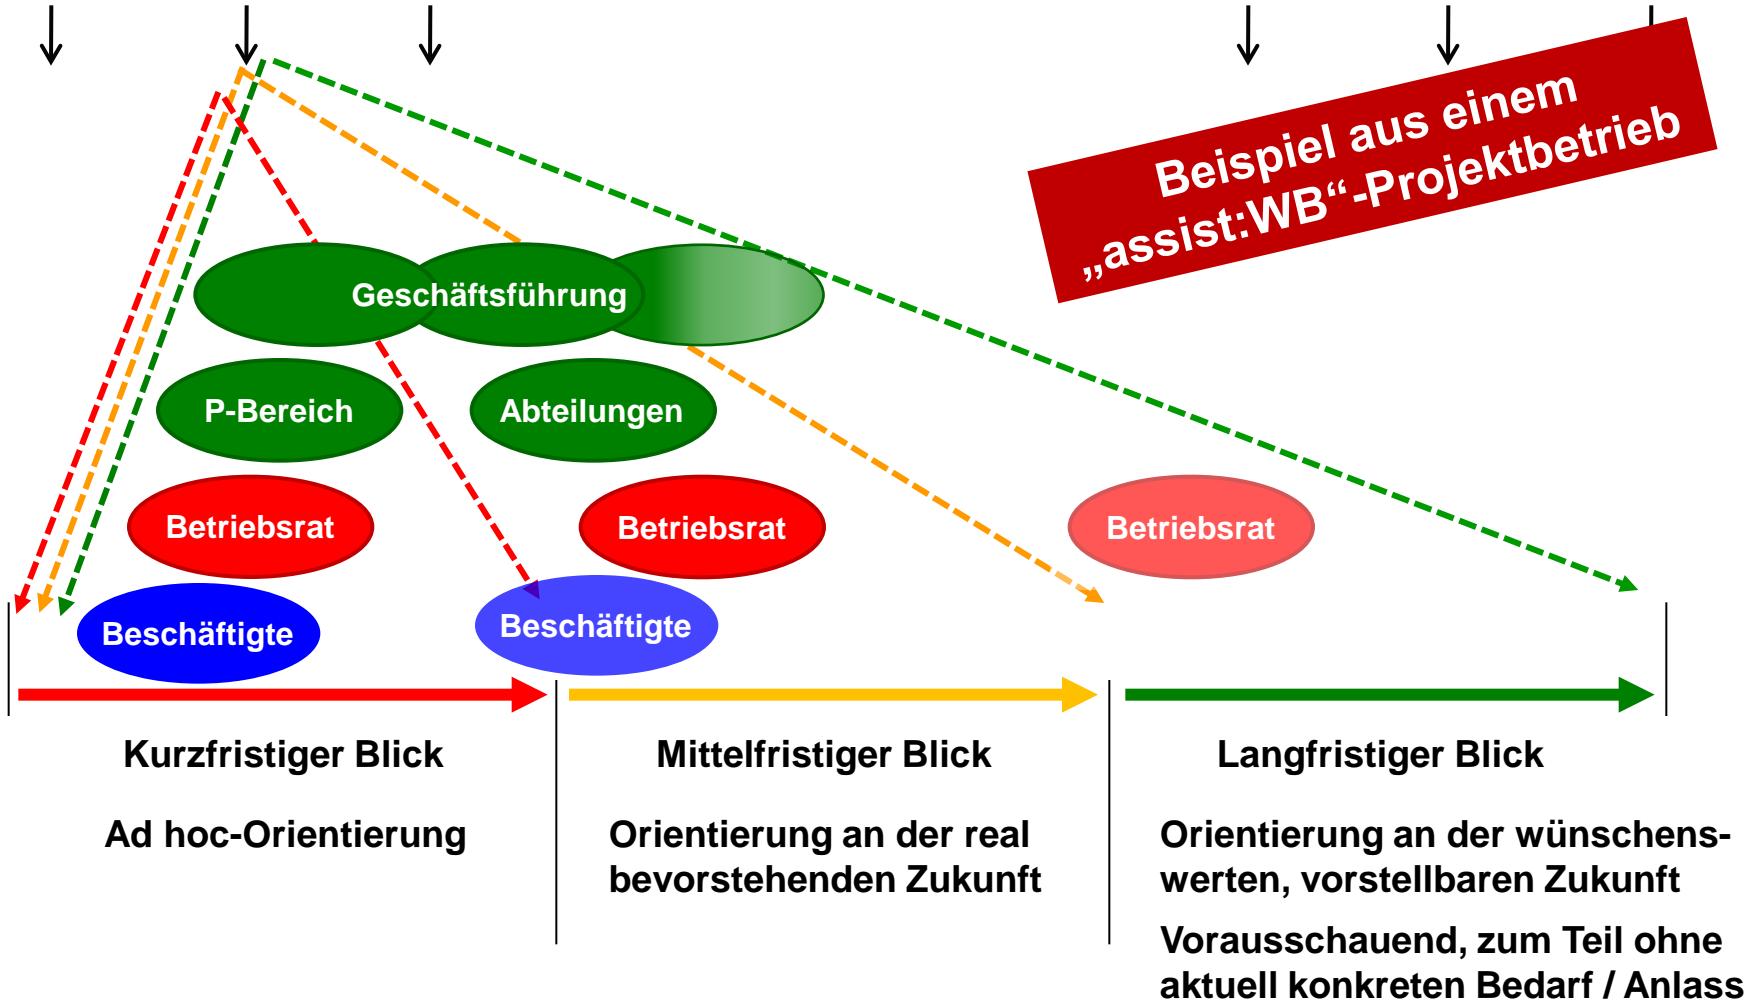 Beispiel aus einem
„assist:WB“-Projektbetrieb
Geschäftsführung
P-Bereich
Abteilungen
Betriebsrat
Betriebsrat
Betriebsrat
Beschäftigte
Beschäftigte
Kurzfristiger Blick
Mittelfristiger Blick
Langfristiger Blick
Ad hoc-Orientierung
Orientierung an der real
bevorstehenden Zukunft
Orientierung an der wünschens-
werten, vorstellbaren Zukunft
Vorausschauend, zum Teil ohne
aktuell konkreten Bedarf / Anlass